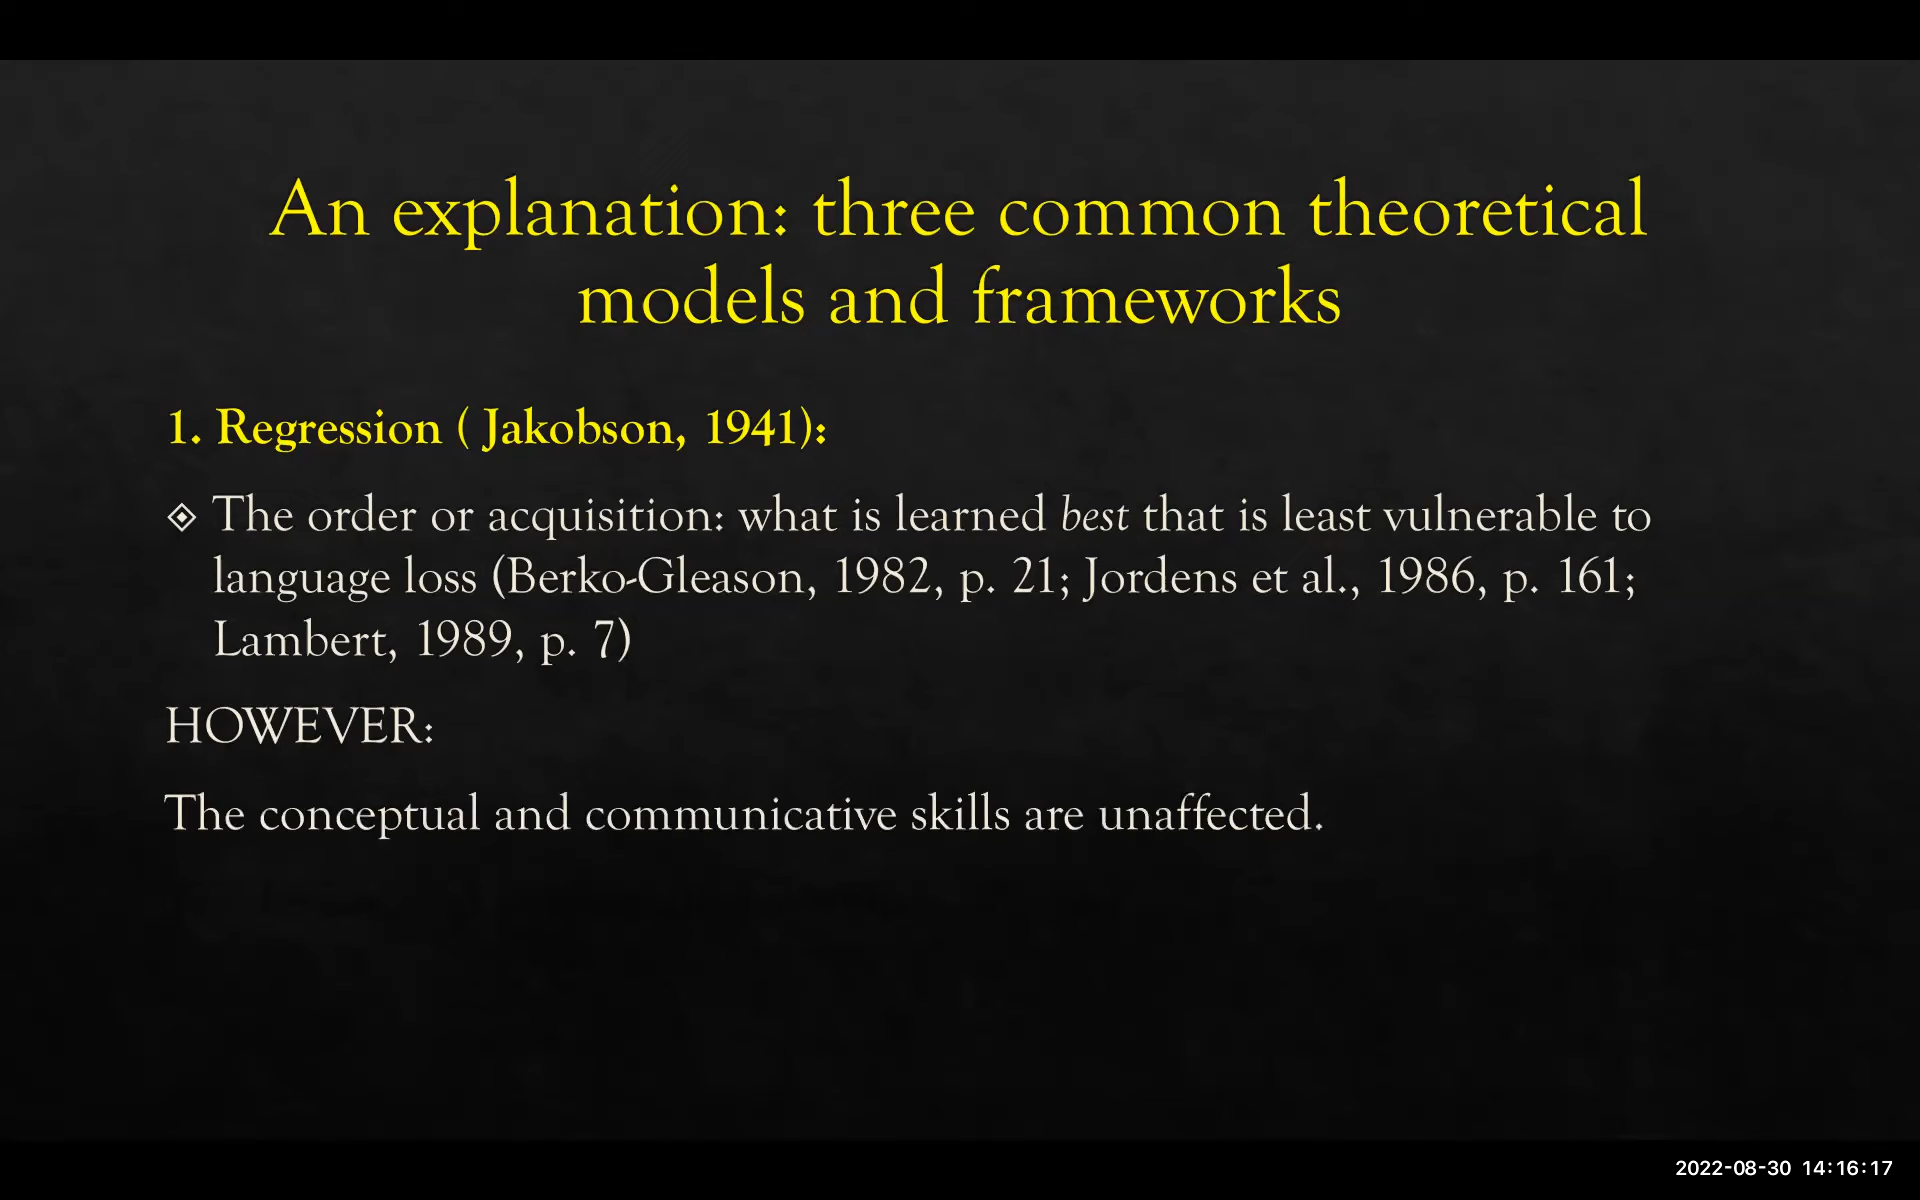 An explanation: three common theoretical
models and frameworks
1. Regression ( Jakobson, 1941):
The order or acquisition: what is learned best that is least vulnerable to
language loss (Berko-Gleason, 1982, p. 21; Jordens et al., 1986, p. 161;
Lambert, 1989, p. 7)
HOWEVER:
The conceptual and communicative skills are unaffected.
2022-08-30 14:16:17